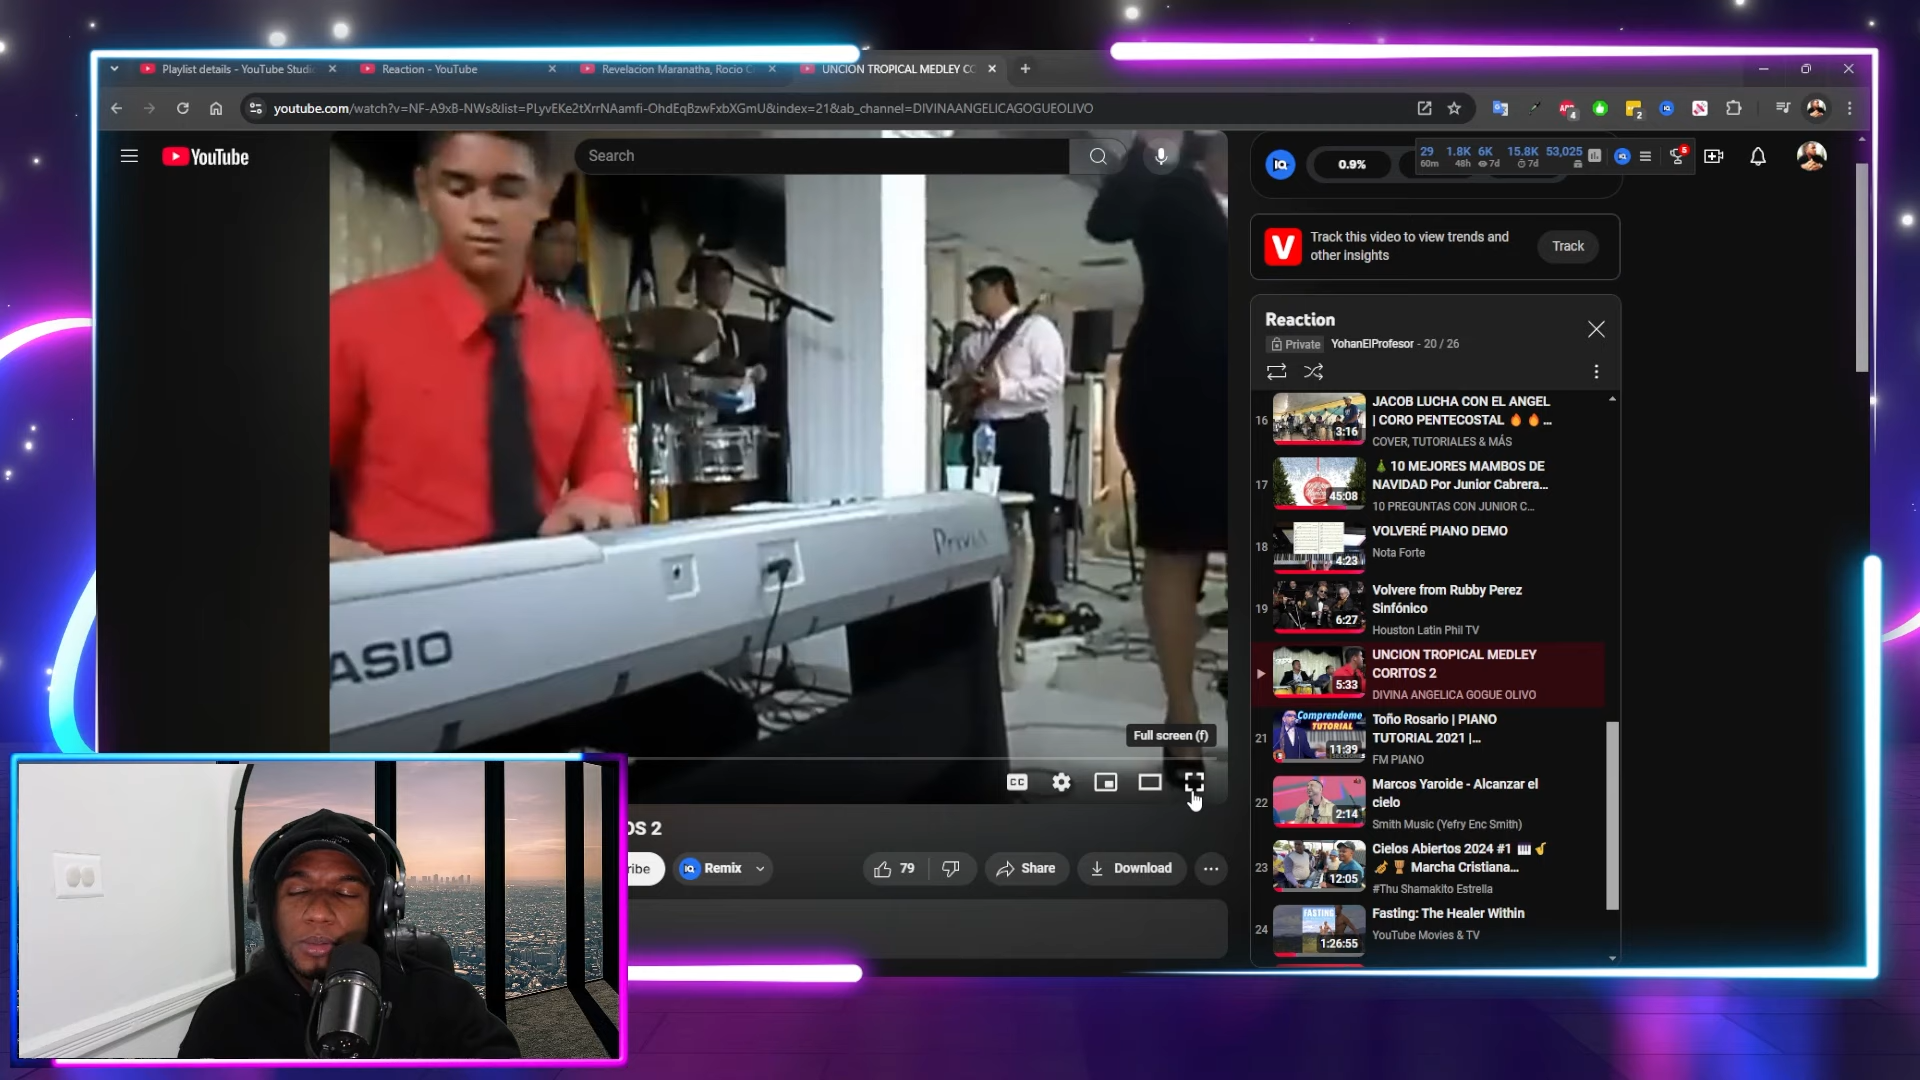 Playlist details - YouTube Studi
Reaction - YouTube
Revelacion Maranatha, Rocio C
UNCION TROPICAL MEDLEY CO
youtube.com/watch?v=NF-A9xB-NWs&list=PLyvEKe2tXrrNAamfi-OhdEqBzwFxbXGmU&index=21&ab_channel=DIVINAANGELICAGOGUEOLIVO
4
2
YouTube
Search
IQ
0.9%
29 1.8K 6K 15.8K 53,025
60m 48h 7d 7d
5
Track this video to view trends and
other insights
Track
Reaction
Private YohanElProfesor - 20 / 26
16
3:16
JACOB LUCHA CON EL ANGEL
| CORO PENTECOSTAL 🔥 🔥 ...
COVER, TUTORIALES & MÁS
17
45:08
🎄10 MEJORES MAMBOS DE
NAVIDAD Por Junior Cabrera...
10 PREGUNTAS CON JUNIOR C...
18
4:23
VOLVERÉ PIANO DEMO
Nota Forte
19
6:27
Volvere from Rubby Perez
Sinfónico
Houston Latin Phil TV
5:33
UNCION TROPICAL MEDLEY
CORITOS 2
DIVINA ANGELICA GOGUE OLIVO
21
Comprendeme
TUTORIAL
11:39
Toño Rosario | PIANO
TUTORIAL 2021 |...
FM PIANO
22
2:14
Marcos Yaroide - Alcanzar el
cielo
Smith Music (Yefry Enc Smith)
23
12:05
Cielos Abiertos 2024 #1 🎹🎷
🎺🏆 Marcha Cristiana...
#Thu Shamakito Estrella
24
FASTING
1:26:55
Fasting: The Healer Within
YouTube Movies & TV
Privia
ASIO
Full screen (f)
CC
OS 2
ribe
IQ Remix
79
Share
Download